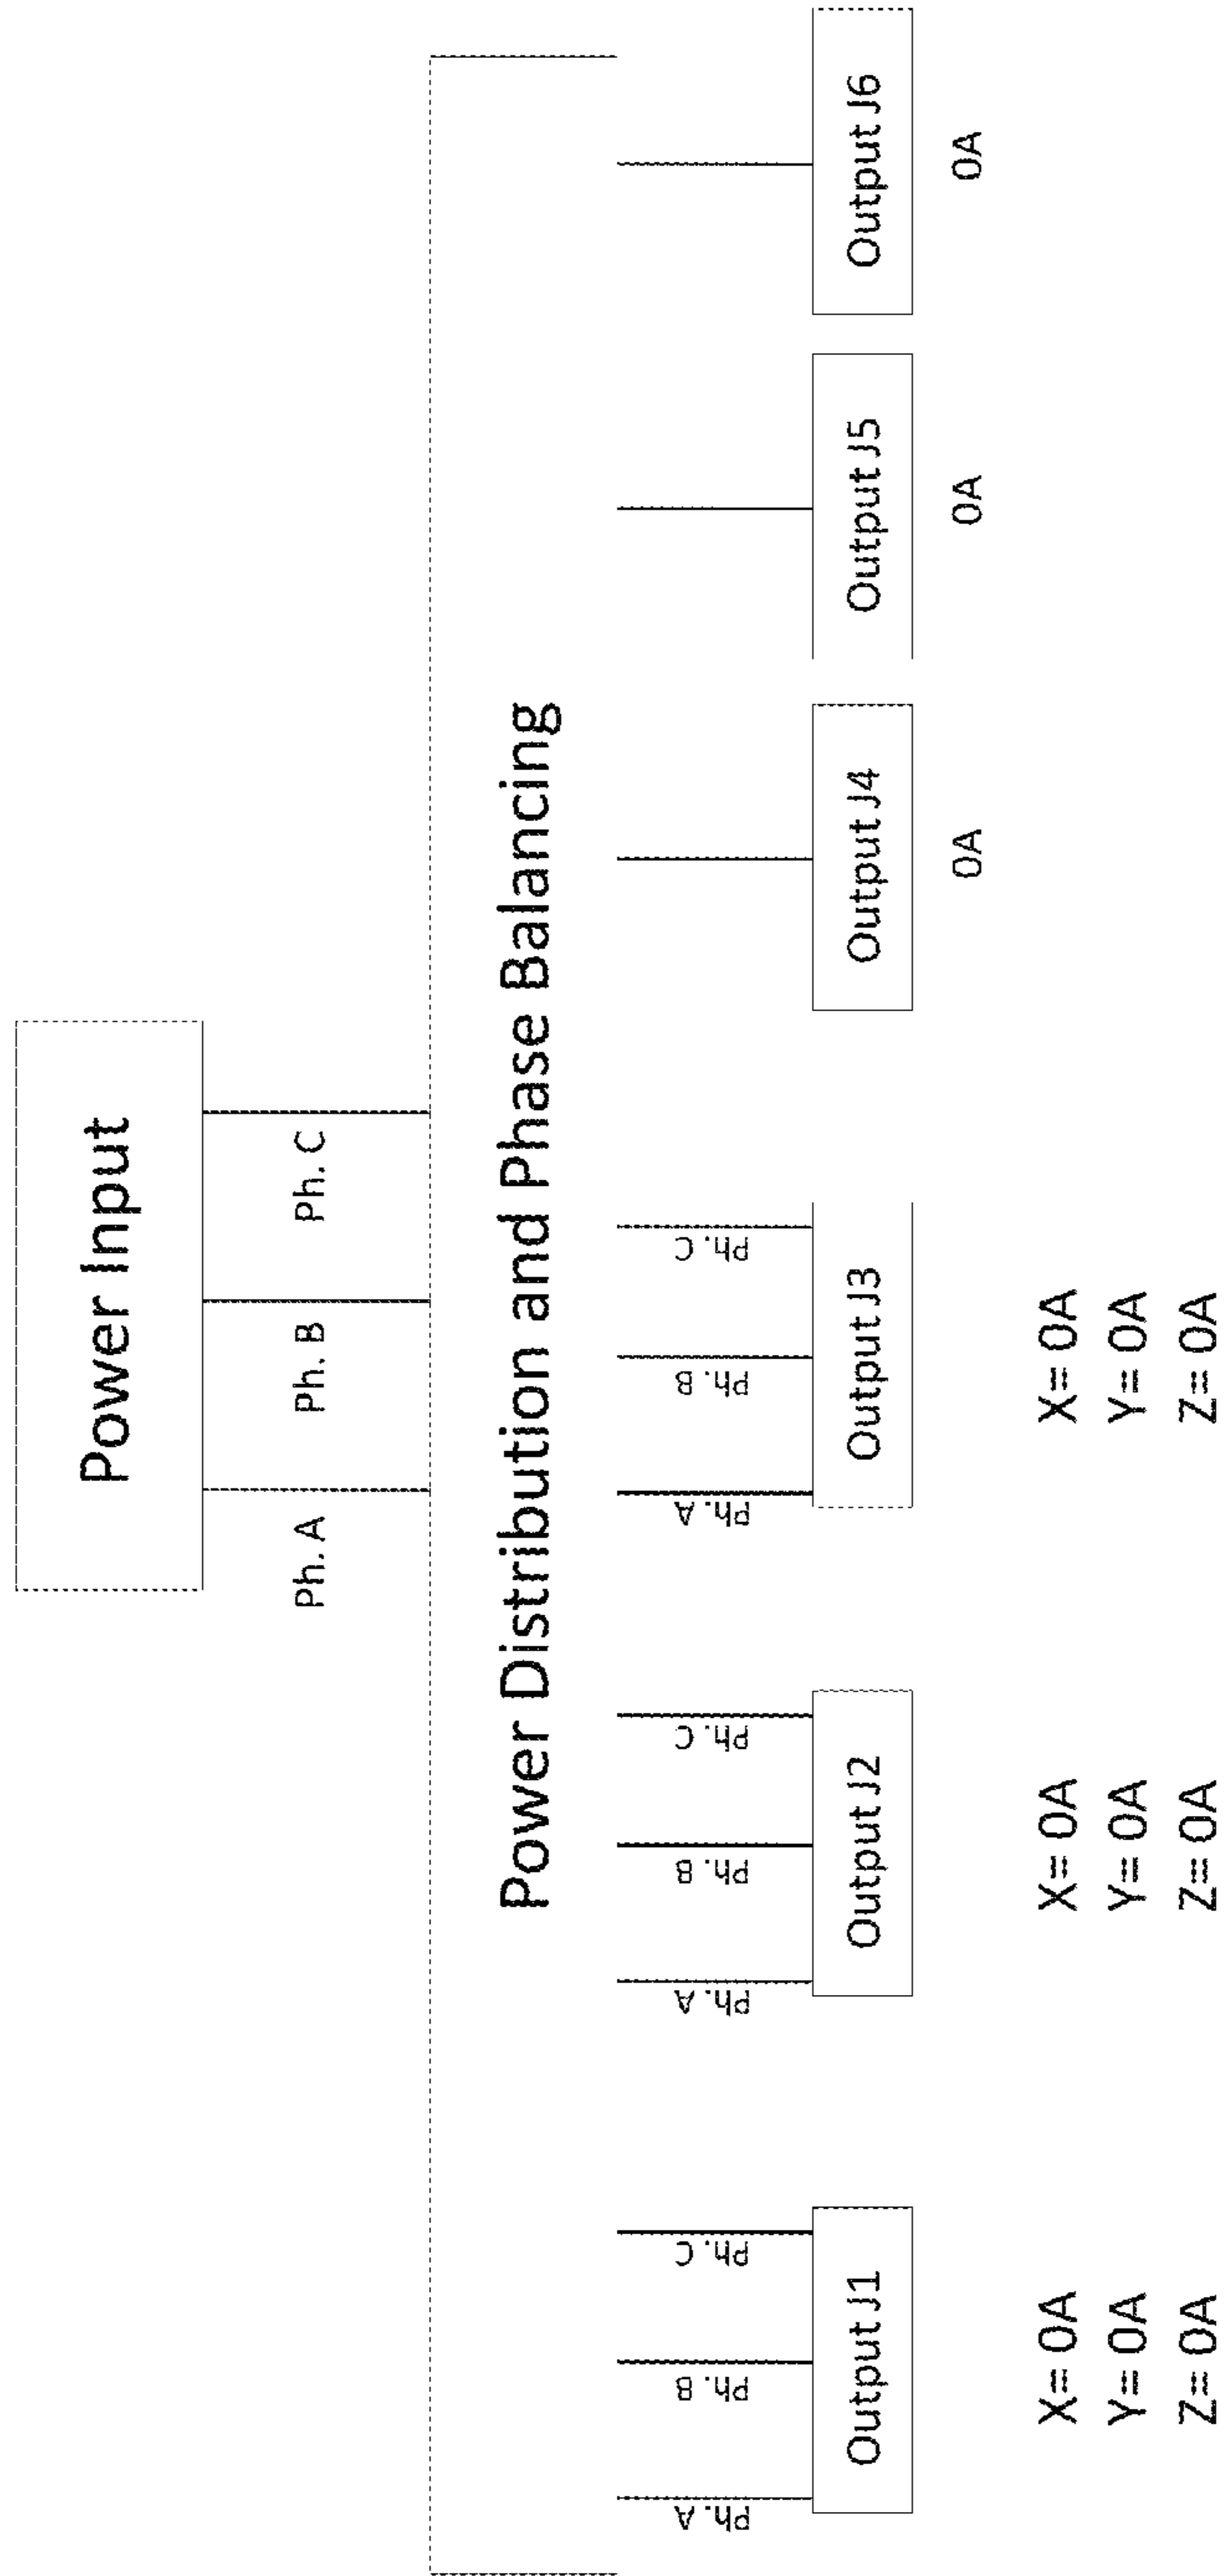 Power Input
Ph. A
Ph. B
Ph. C
Power Distribution and Phase Balancing
Ph. A
Ph. B
Ph. C
Ph. A
Ph. B
Ph. C
Ph. A
Ph. B
Ph. C
Output J1
Output J2
Output J3
Output J4
Output J5
Output J6
0A
0A
0A
X= 0A
Y= 0A
Z= 0A
X= 0A
Y= 0A
Z= 0A
X= 0A
Y= 0A
Z= 0A